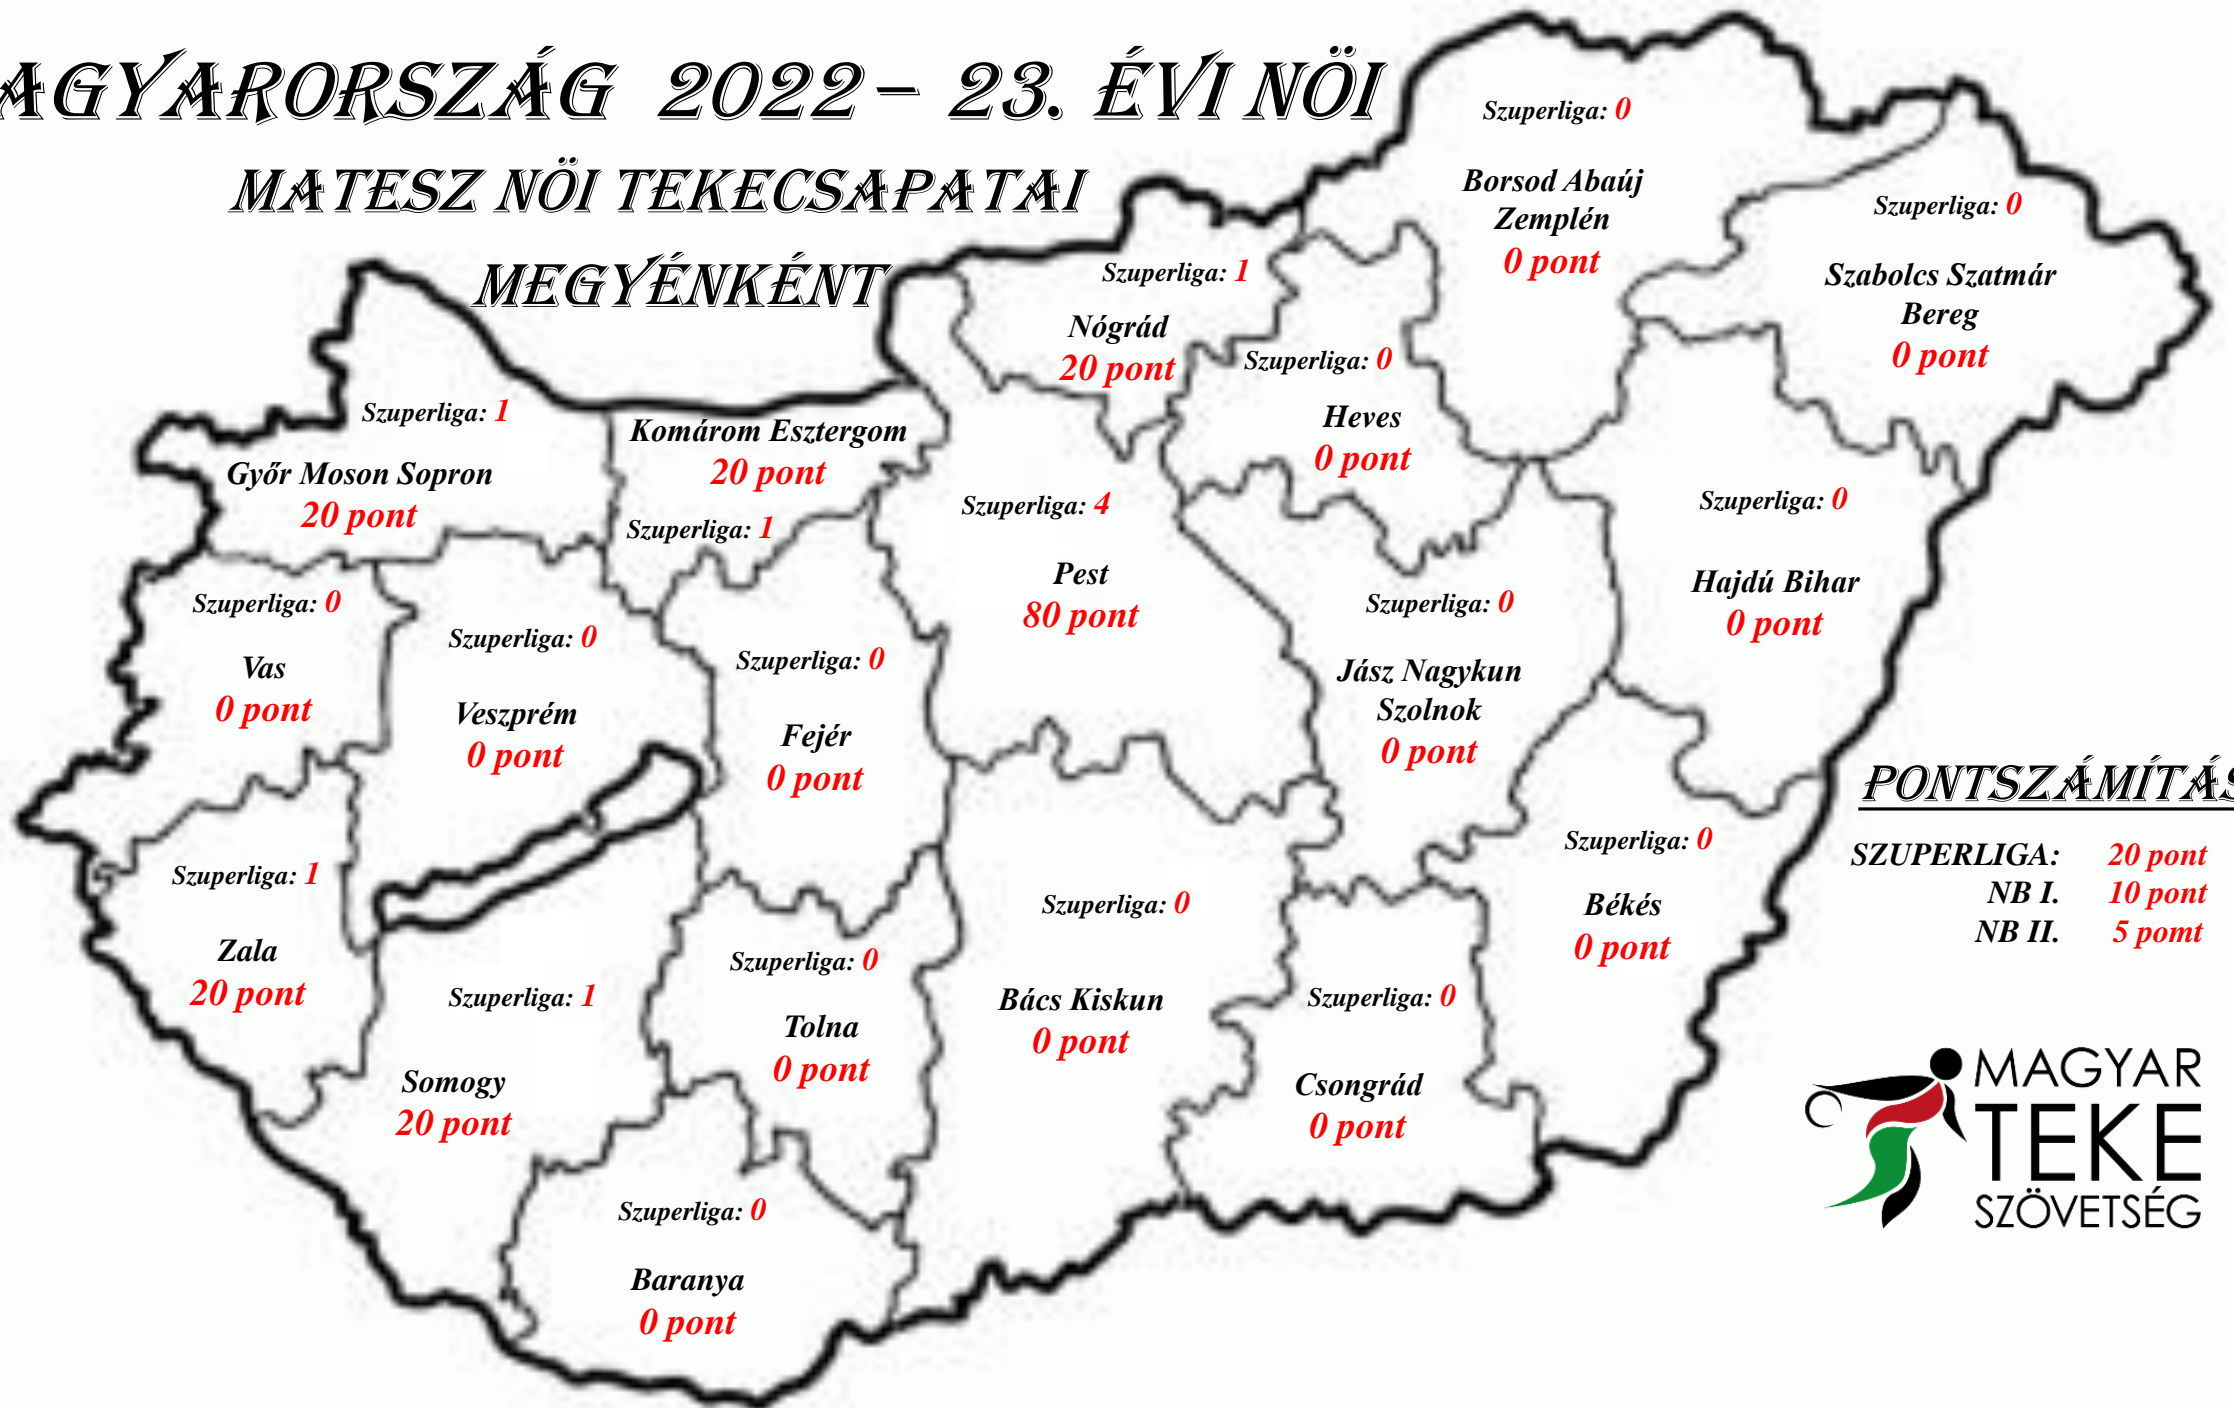 AGYARORSZÁG 2022 – 23. ÉVI NÖI
MATESZ NÖI TEKECSAPATAI
MEGYÉNKÉNT
Szuperliga: 0
Borsod Abaúj
Zemplén
0 pont
Szuperliga: 0
Szabolcs Szatmár
Bereg
0 pont
Szuperliga: 1
Nógrád
20 pont
Szuperliga: 0
Heves
0 pont
Szuperliga: 1
Győr Moson Sopron
20 pont
Komárom Esztergom
20 pont
Szuperliga: 1
Szuperliga: 4
Pest
80 pont
Szuperliga: 0
Hajdú Bihar
0 pont
Szuperliga: 0
Vas
0 pont
Szuperliga: 0
Veszprém
0 pont
Szuperliga: 0
Fejér
0 pont
Szuperliga: 0
Jász Nagykun
Szolnok
0 pont
Szuperliga: 1
Zala
20 pont
Szuperliga: 1
Somogy
20 pont
Szuperliga: 0
Tolna
0 pont
Szuperliga: 0
Bács Kiskun
0 pont
Szuperliga: 0
Csongrád
0 pont
Szuperliga: 0
Békés
0 pont
Szuperliga: 0
Baranya
0 pont
PONTSZÁMÍTÁS
SZUPERLIGA: 20 pont
NB I. 10 pont
NB II. 5 pomt
MAGYAR
TEKE
SZÖVETSÉG